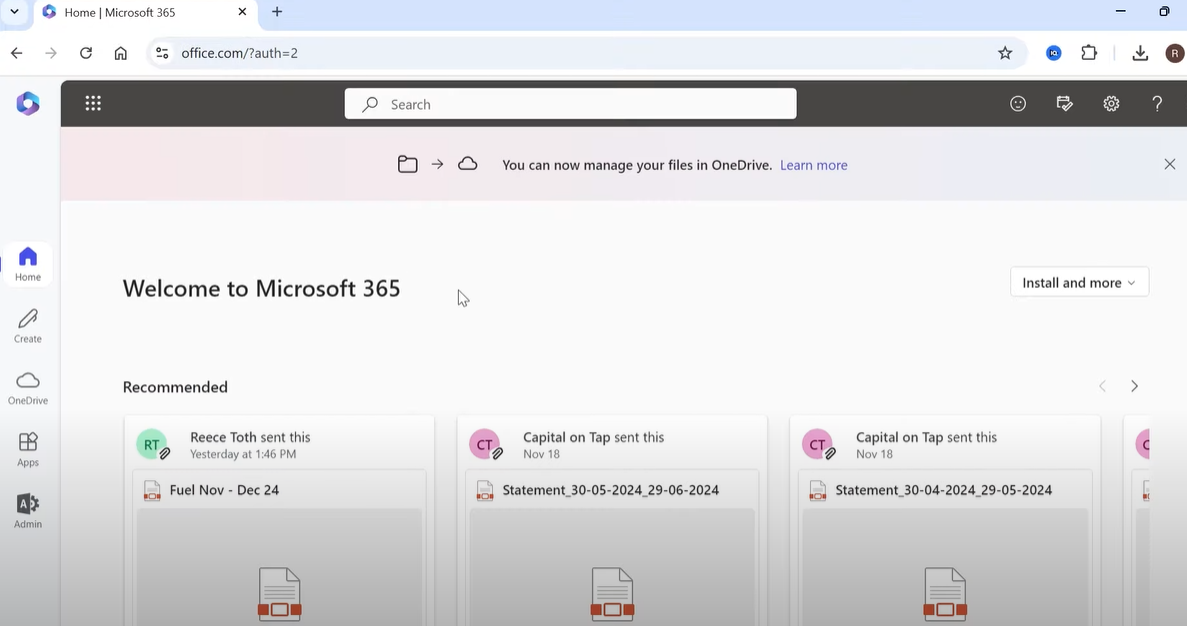 Home | Microsoft 365
office.com/?auth=2
R
Search
You can now manage your files in OneDrive. Learn more
Home
Welcome to Microsoft 365
Install and more
Create
Recommended
OneDrive
RT Reece Toth sent this
Yesterday at 1:46 PM
CT Capital on Tap sent this
Nov 18
CT Capital on Tap sent this
Nov 18
C
Apps
Fuel Nov - Dec 24
Statement_30-05-2024_29-06-2024
Statement_30-04-2024_29-05-2024
A
Admin